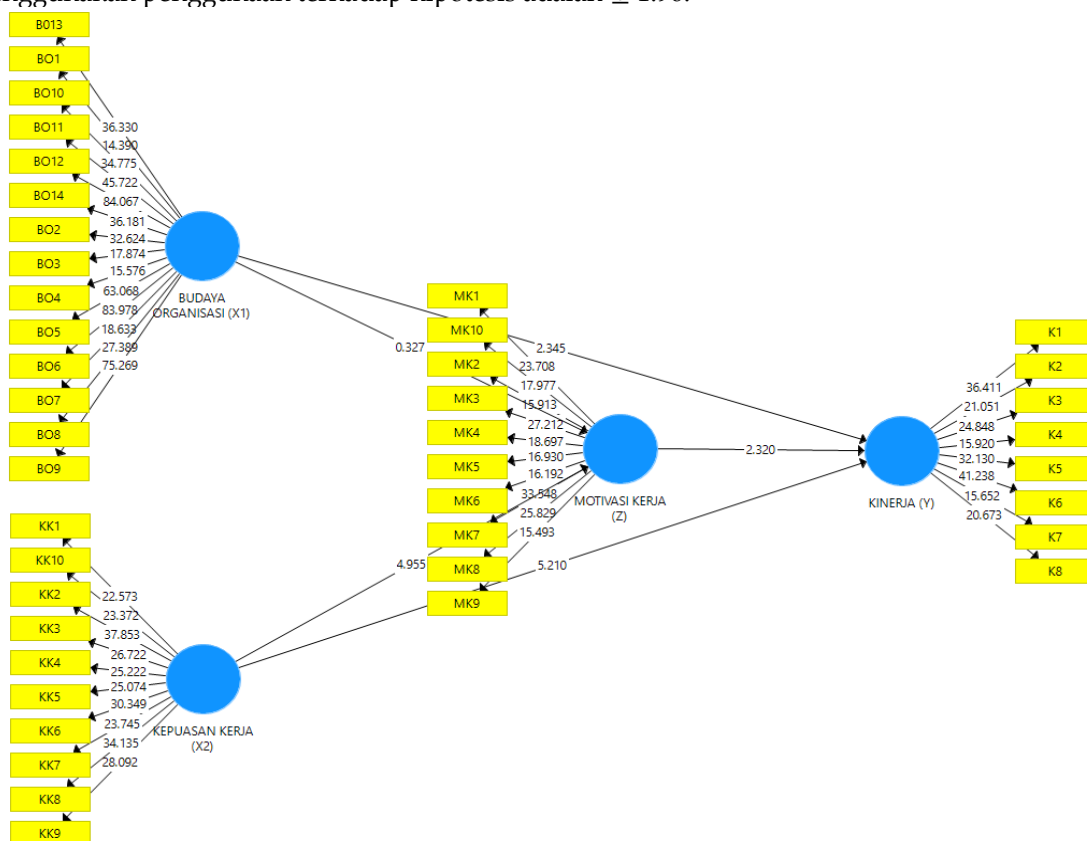 penggunaan terhadap hipotesis adalah 1.96.
B013
BO1
BO10
BO11
BO12
BO14
BO2
BO3
BO4
BO5
BO6
BO7
BO8
BO9
36.330
14.390
34.775
45.722
84.067
36.181
32.624
17.874
15.576
63.068
83.978
18.633
27.389
75.269
BUDAYA
ORGANISASI (X1)
KK1
KK10
KK2
KK3
KK4
KK5
KK6
KK7
KK8
KK9
22.573
23.372
37.853
26.722
25.222
25.074
30.349
23.745
34.135
28.092
KEPUASAN KERJA
(X2)
0.327
2.345
4.955
5.210
2.320
MK1
MK10
MK2
MK3
MK4
MK5
MK6
MK7
MK8
MK9
23.708
17.977
15.913
27.212
18.697
16.930
16.192
33.548
25.829
15.493
MOTIVASI KERJA
(Z)
KINERJA (Y)
36.411
21.051
24.848
15.920
32.130
41.238
15.652
20.673
K1
K2
K3
K4
K5
K6
K7
K8